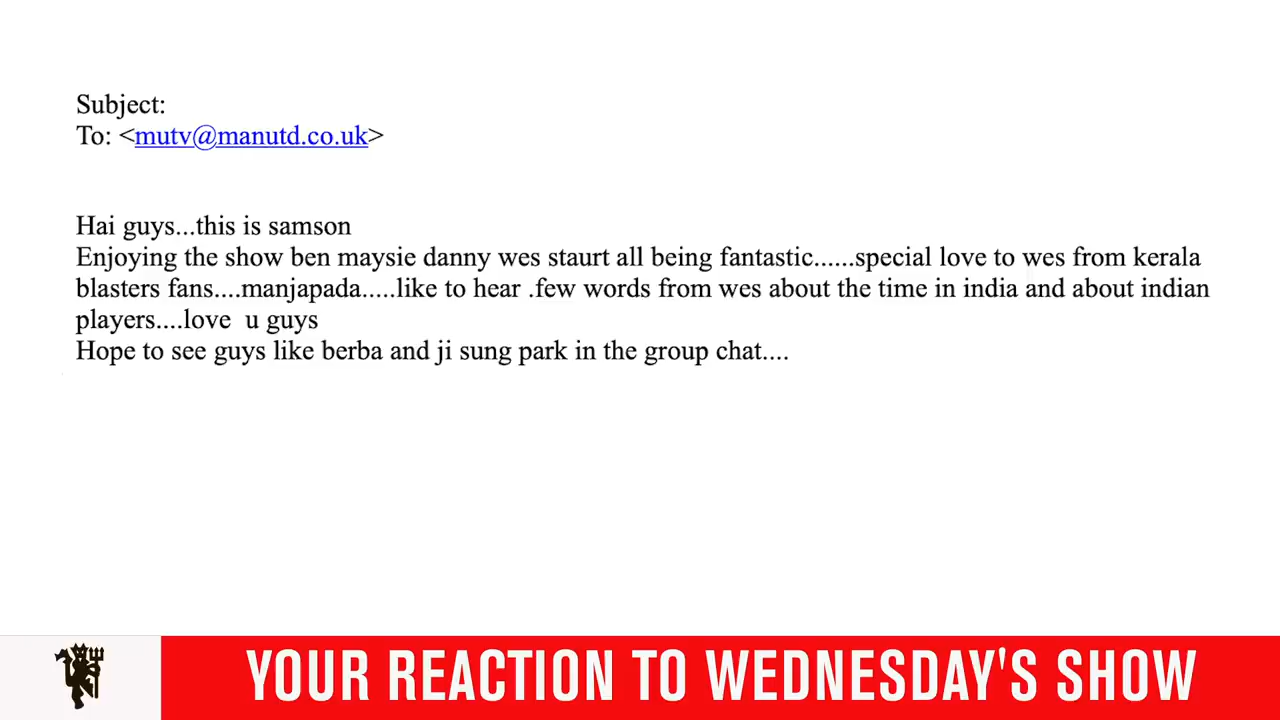 Subject:
To: <mutv@manutd.co.uk>
Hai guys...this is samson
Enjoying the show ben maysie danny wes staurt all being fantastic......special love to wes from kerala
blasters fans....manjapada.....like to hear .few words from wes about the time in india and about indian
players....love  u guys
Hope to see guys like berba and ji sung park in the group chat....
YOUR REACTION TO WEDNESDAY'S SHOW